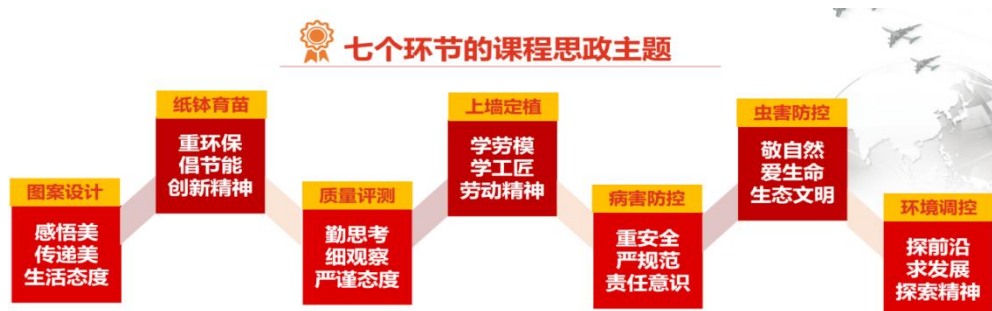 七个环节的课程思政主题
图案设计
感悟美
传递美
生活态度
纸钵育苗
重环保
倡节能
创新精神
质量评测
勤思考
细观察
严谨态度
上墙定植
学劳模
学工匠
劳动精神
病害防控
重安全
严规范
责任意识
虫害防控
敬自然
爱生命
生态文明
环境调控
探前沿
求发展
探索精神